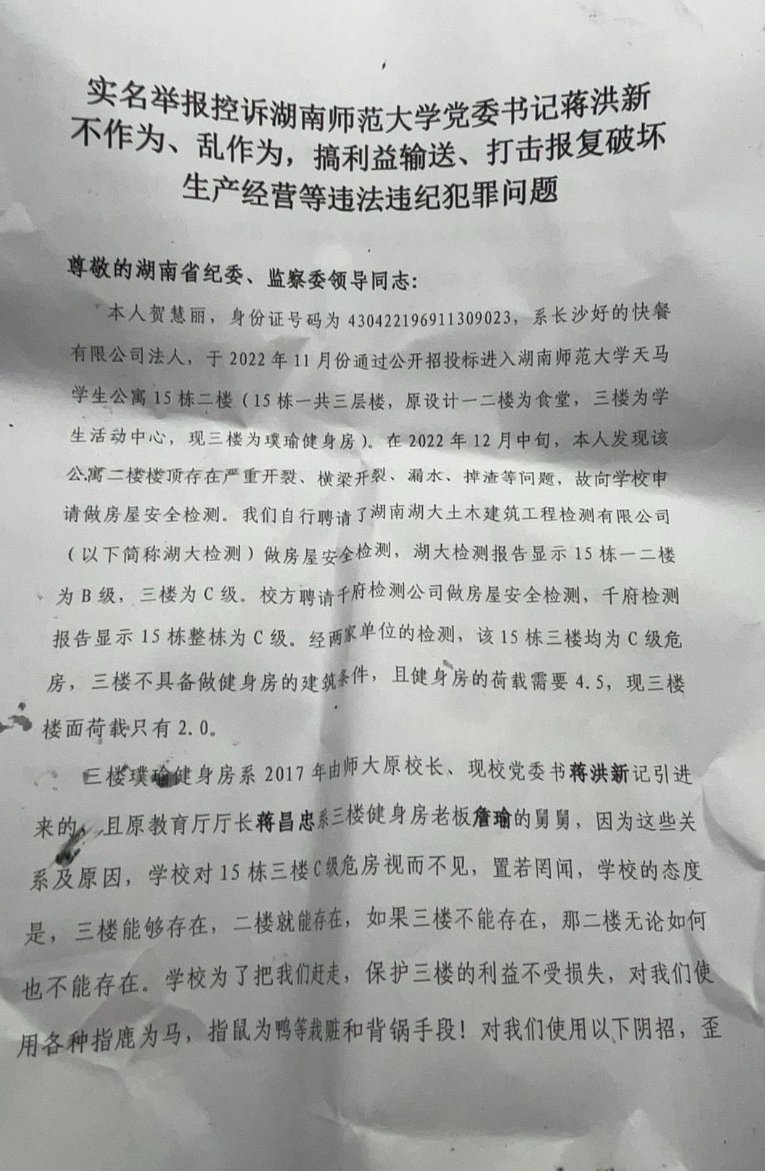 实名举报控诉湖南师范大学党委书记蒋洪新
不作为、乱作为，搞利益输送、打击报复破坏
生产经营等违法违纪犯罪问题
尊敬的湖南省纪委、监察委领导同志：
本人贺慧丽，身份证号码为430422196911309023，系长沙好的快餐
有限公司法人，于2022年11月份通过公开招投标进入湖南师范大学天马
学生公寓15栋二楼（15栋一共三层楼，原设计一二楼为食堂，三楼为学
生活动中心，现三楼为璞瑜健身房）。在2022年12月中旬，本人发现该
公寓二楼楼顶存在严重开裂、横梁开裂、漏水、掉渣等问题，故向学校申
请做房屋安全检测。我们自行聘请了湖南湖大土木建筑工程检测有限公司
（以下简称湖大检测）做房屋安全检测，湖大检测报告显示15栋一二楼
为B级，三楼为C级。校方聘请千府检测公司做房屋安全检测，千府检测
报告显示15栋整栋为C级。经两家单位的检测，该15栋三楼均为C级危
房，三楼不具备做健身房的建筑条件，且健身房的荷载需要4.5，现三楼
楼面荷载只有2.0。
三楼璞瑜健身房系2017年由师大原校长、现校党委书蒋洪新记引进
来的，且原教育厅厅长蒋昌忠系三楼健身房老板詹瑜的舅舅，因为这些关
系及原因，学校对15栋三楼C级危房视而不见，置若罔闻，学校的态度
是，三楼能够存在，二楼就能存在，如果三楼不能存在，那二楼无论如何
也不能存在。学校为了把我们赶走，保护三楼的利益不受损失，对我们使
用各种指鹿为马，指鼠为鸭等栽赃和背锅手段！对我们使用以下阴招，歪